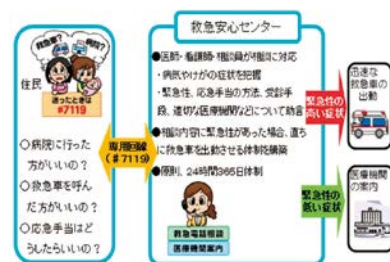 救急車?
病院?
住民
迷ったときは
#7119
○病院に行った
方がいいの?
○救急車を呼ん
だ方がいいの?
○応急手当はど
うしたらいいの?
専用回線
(#7119)
救急安心センター
●医師・看護師・相談員が相談に対応
・病気やけがの症状を把握
・緊急性、応急手当の方法、受診手
段、適切な医療機関などについて助言
●相談内容に緊急性があった場合、直ち
に救急車を出動させる体制を構築
●原則、24時間365日体制
救急電話相談
医療機関案内
緊急性の
高い症状
迅速な
救急車の
出動
緊急性の
低い症状
医療機関
の案内